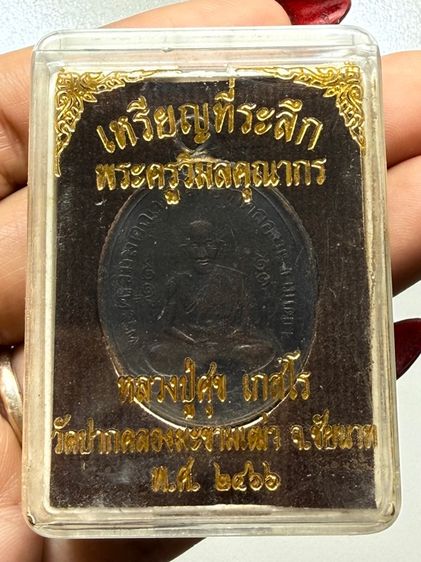 เหรียญที่ระลึก
พระครูวิมลคุณากร
หลวงปู่ศุข เกสโร
วัดปากคลองมะขามเฒ่า จ.ชัยนาท
พ.ศ. ๒๔๖๖